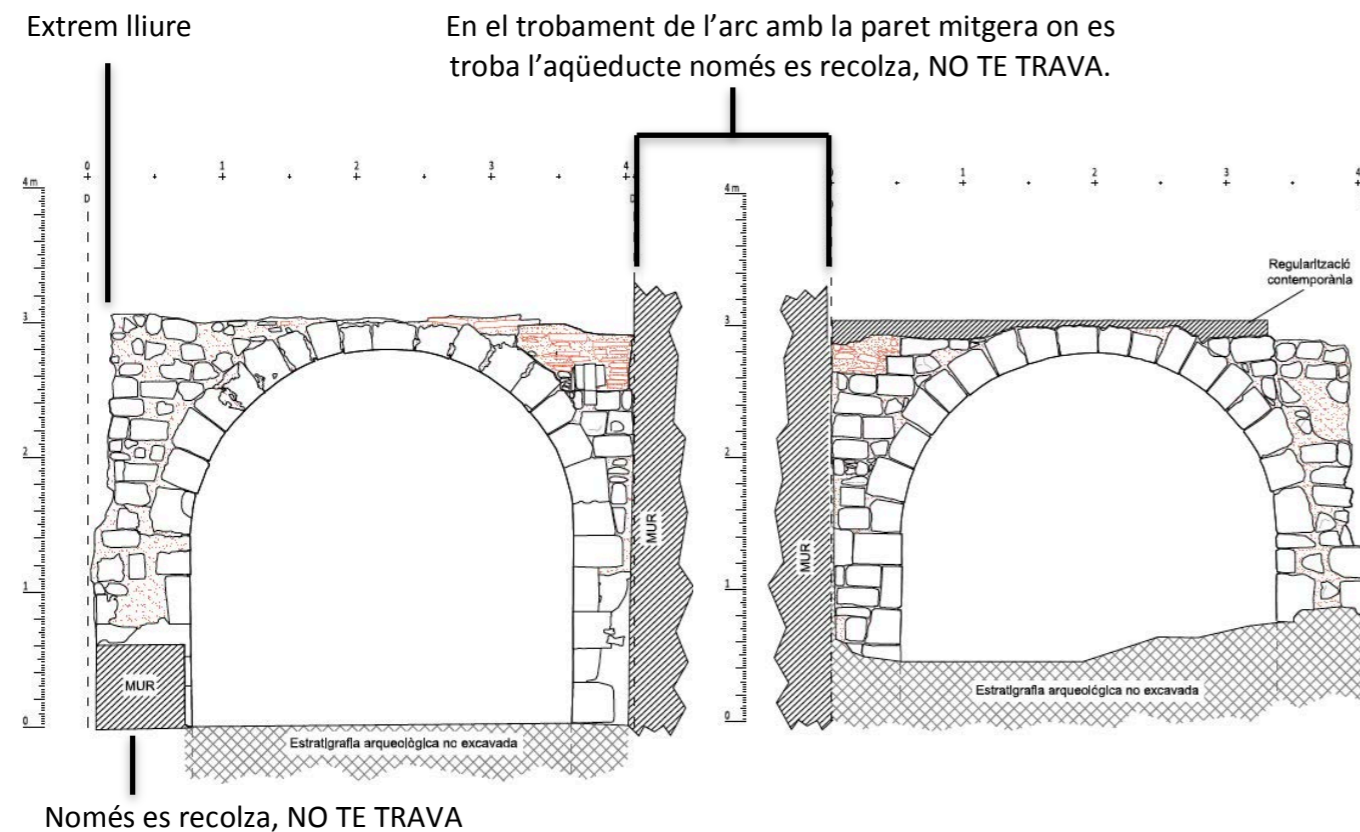 Extrem lliure
En el trobament de l’arc amb la paret mitgera on es
troba l’aqüeducte només es recolza, NO TE TRAVA.
0 1 2 3 4
4 m
D D
3
2
1
0
MUR
MUR
Estratigrafia arqueològica no excavada
Només es recolza, NO TE TRAVA
1 2 3 4
4 m
3
2
1
0
Regularització
contemporània
MUR
Estratigrafia arqueológica no excavada